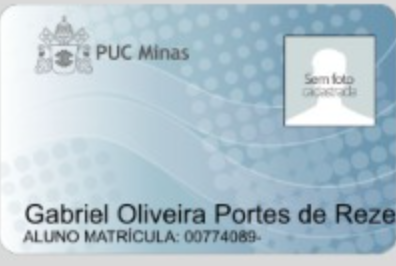 PUC Minas
Sem foto
cadastrada
Gabriel Oliveira Portes de Reze
ALUNO MATRÍCULA: 00774089-